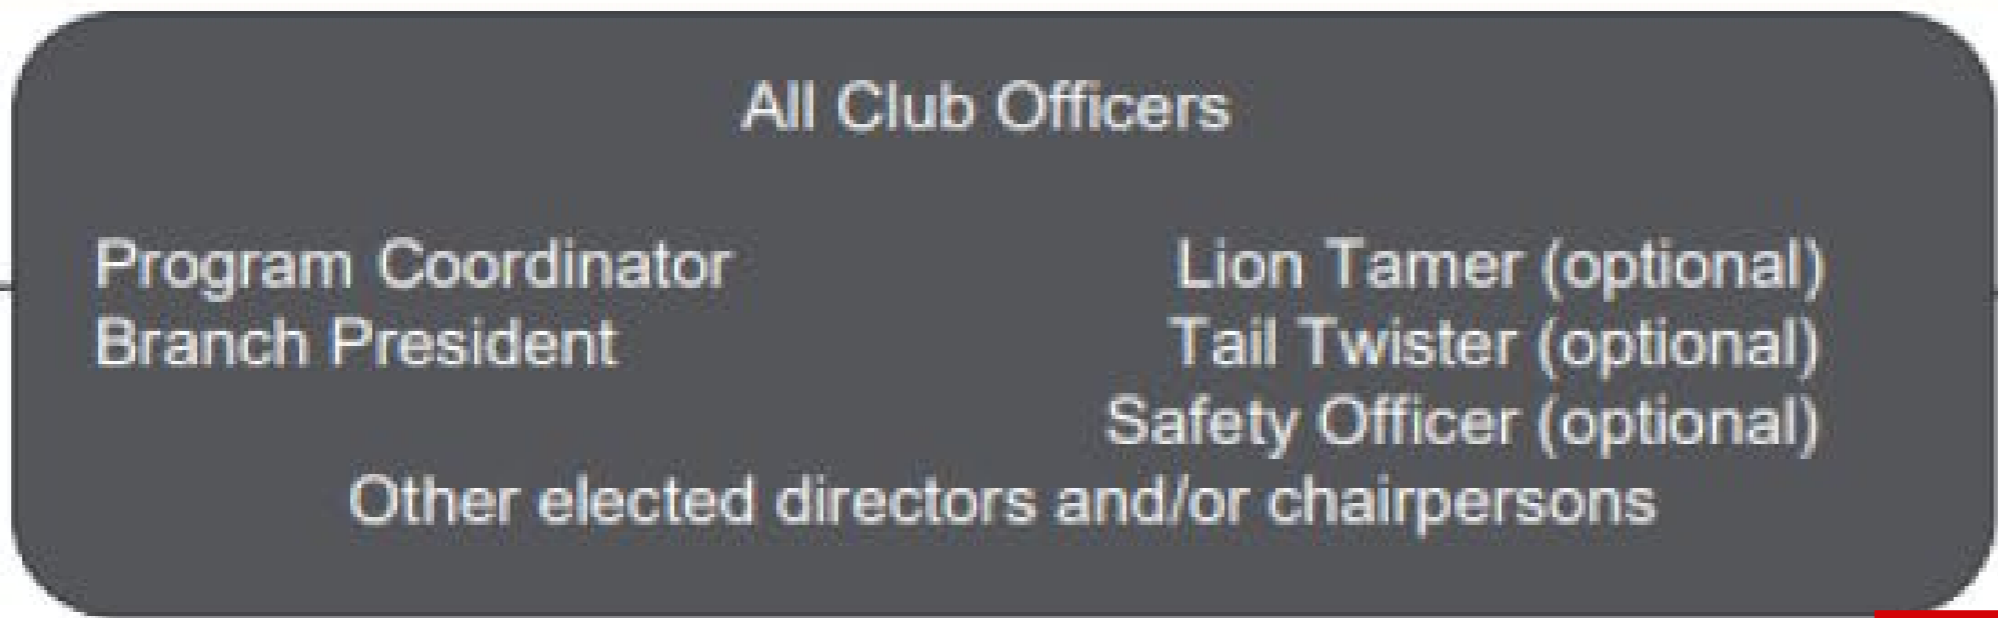 All Club Officers
Program Coordinator Lion Tamer (optional)
Branch President Tail Twister (optional)
Safety Officer (optional)
Other elected directors and/or chairpersons